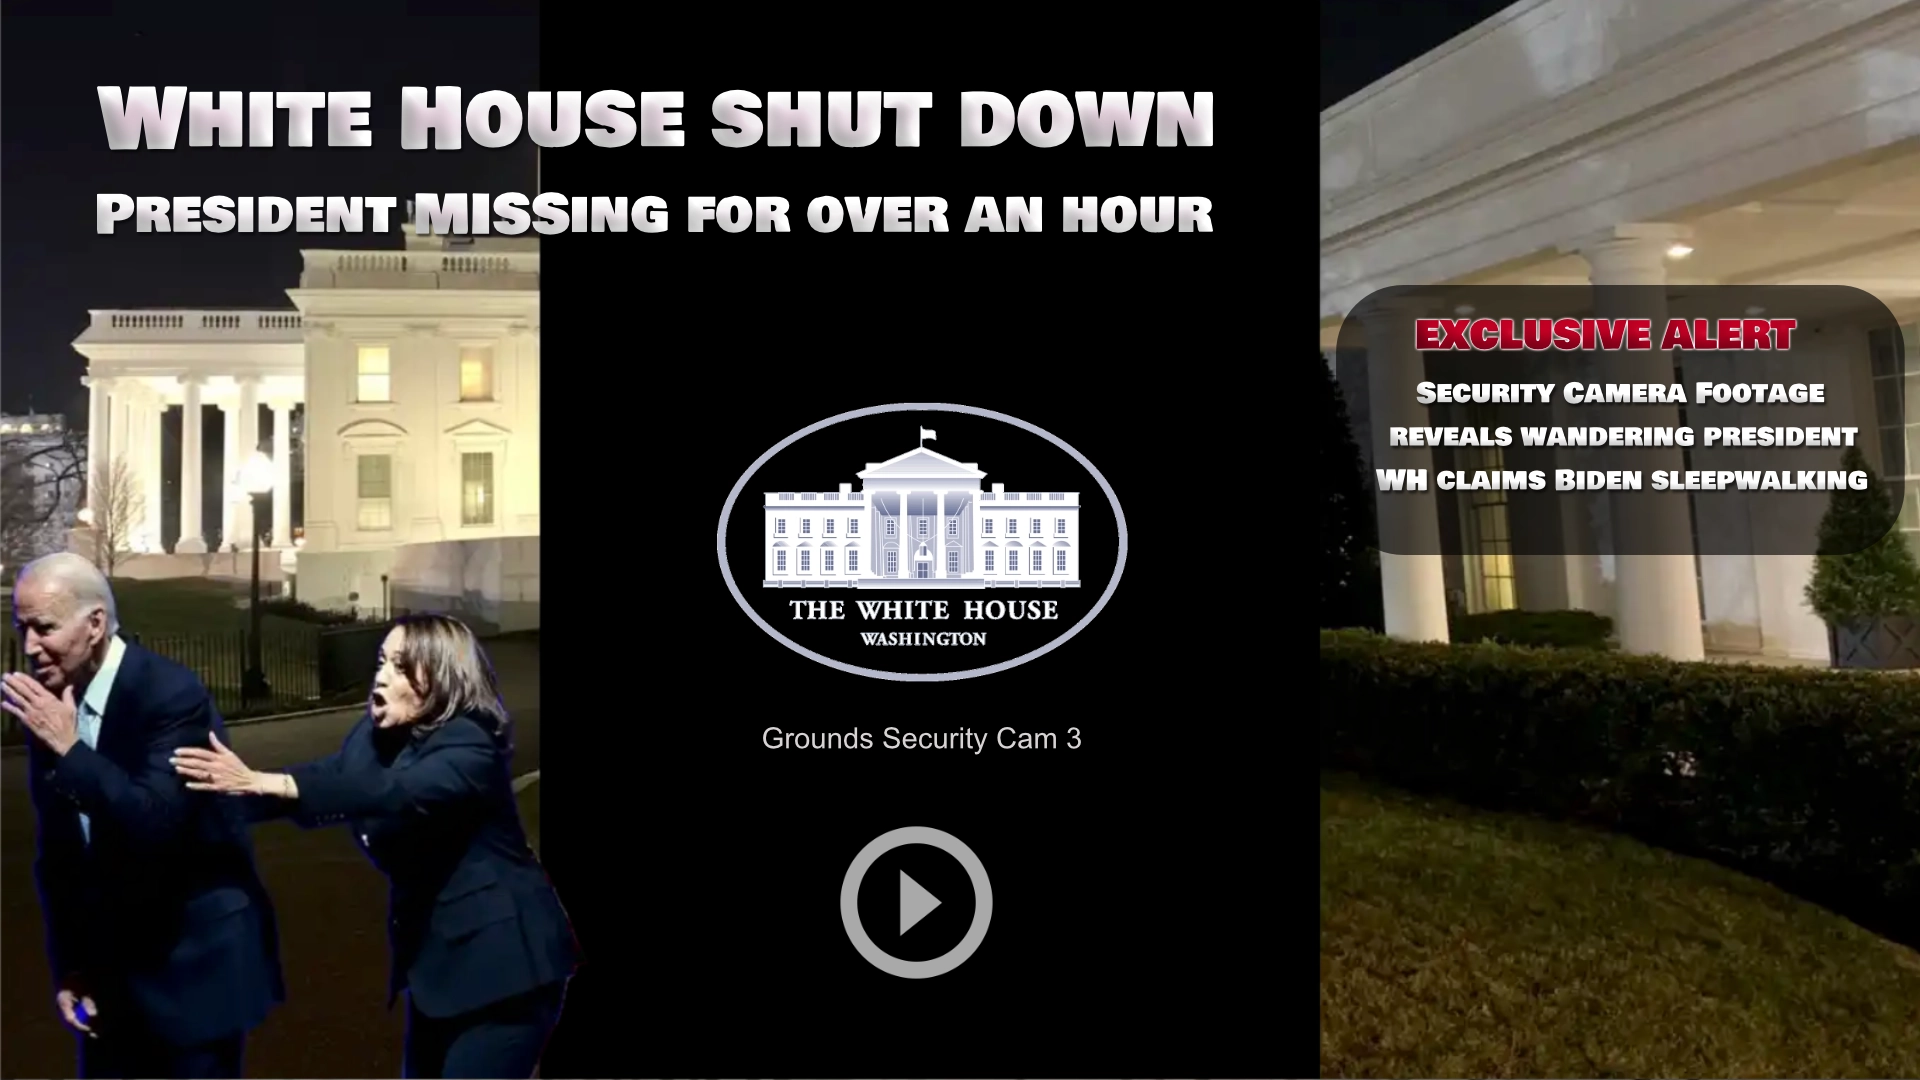 White House shut down
President MISSing for over an hour
EXCLUSIVE ALERT
Security Camera Footage
reveals wandering president
WH claims Biden sleepwalking
THE WHITE HOUSE
WASHINGTON
Grounds Security Cam 3